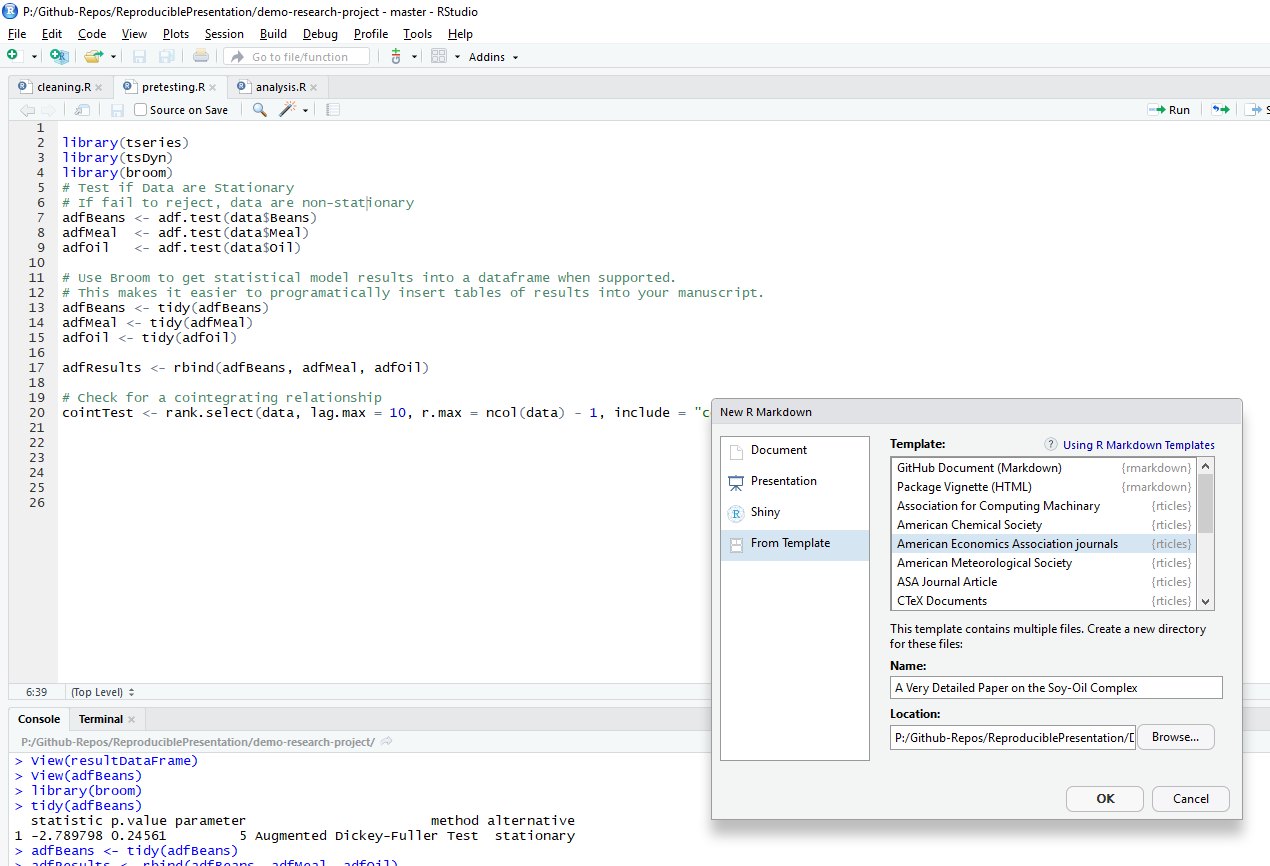 P:/Github-Repos/ReproduciblePresentation/demo-research-project - master - RStudio
File Edit Code View Plots Session Build Debug Profile Tools Help
Go to file/function Addins
cleaning.R pretesting.R analysis.R
Source on Save Run
1
2 library(tseries)
3 library(tsDyn)
4 library(broom)
5 # Test if Data are Stationary
6 # If fail to reject, data are non-stationary
7 adfBeans <- adf.test(data$Beans)
8 adfMeal  <- adf.test(data$Meal)
9 adfOil   <- adf.test(data$Oil)
10
11 # Use Broom to get statistical model results into a dataframe when supported.
12 # This makes it easier to programatically insert tables of results into your manuscript.
13 adfBeans <- tidy(adfBeans)
14 adfMeal <- tidy(adfMeal)
15 adfOil <- tidy(adfOil)
16
17 adfResults <- rbind(adfBeans, adfMeal, adfOil)
18
19 # Check for a cointegrating relationship
20 cointTest <- rank.select(data, lag.max = 10, r.max = ncol(data) - 1, include = "c
21
22
23
24
25
26
6:39 (Top Level)
Console Terminal
P:/Github-Repos/ReproduciblePresentation/demo-research-project/
> View(resultDataFrame)
> View(adfBeans)
> library(broom)
> tidy(adfBeans)
statistic p.value parameter method alternative
1 -2.789798 0.24561 5 Augmented Dickey-Fuller Test stationary
> adfBeans <- tidy(adfBeans)
> adfResults <- rbind(adfBeans, adfMeal, adfOil)
New R Markdown
Document
Presentation
Shiny
From Template
Template: Using R Markdown Templates
GitHub Document (Markdown) {rmarkdown}
Package Vignette (HTML) {rmarkdown}
Association for Computing Machinary {rticles}
American Chemical Society {rticles}
American Economics Association journals {rticles}
American Meteorological Society {rticles}
ASA Journal Article {rticles}
CTeX Documents {rticles}
This template contains multiple files. Create a new directory
for these files:
Name:
A Very Detailed Paper on the Soy-Oil Complex
Location:
P:/Github-Repos/ReproduciblePresentation/D Browse...
OK Cancel